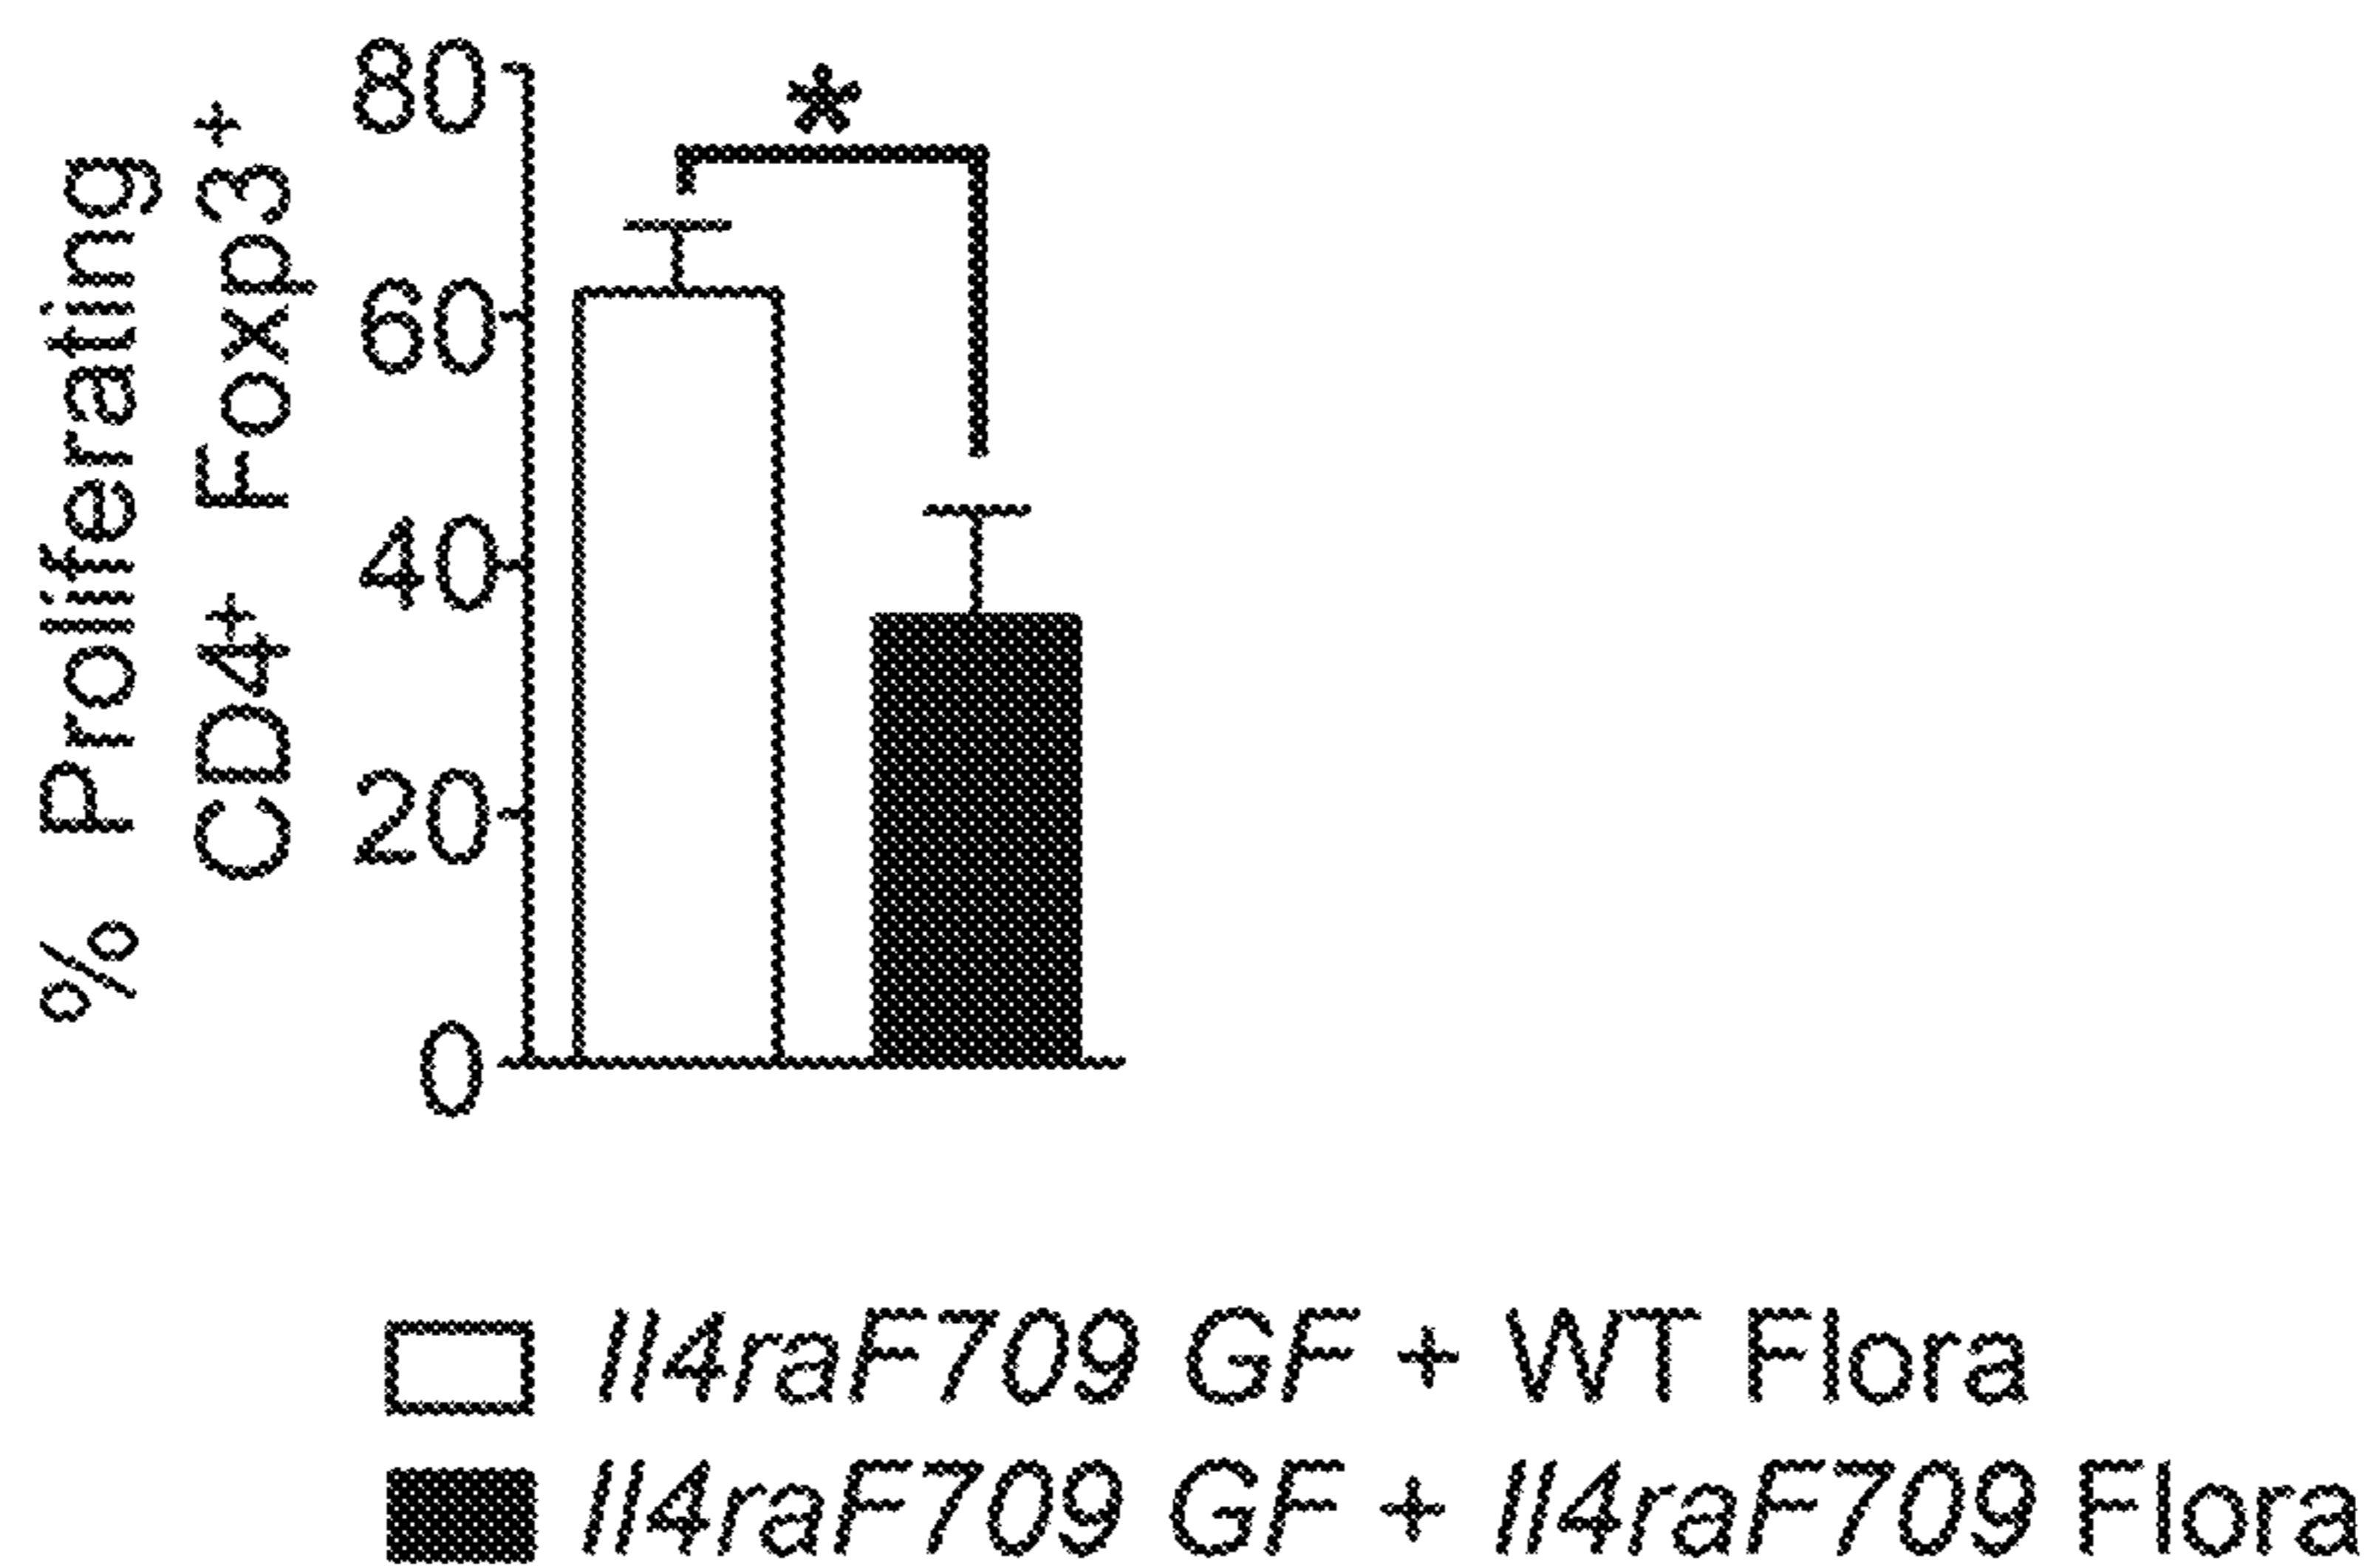 % Proliferating
CD4+ Foxp3+
80
60
40
20
0
*
Il4raF709 GF + WT Flora
Il4raF709 GF + Il4raF709 Flora